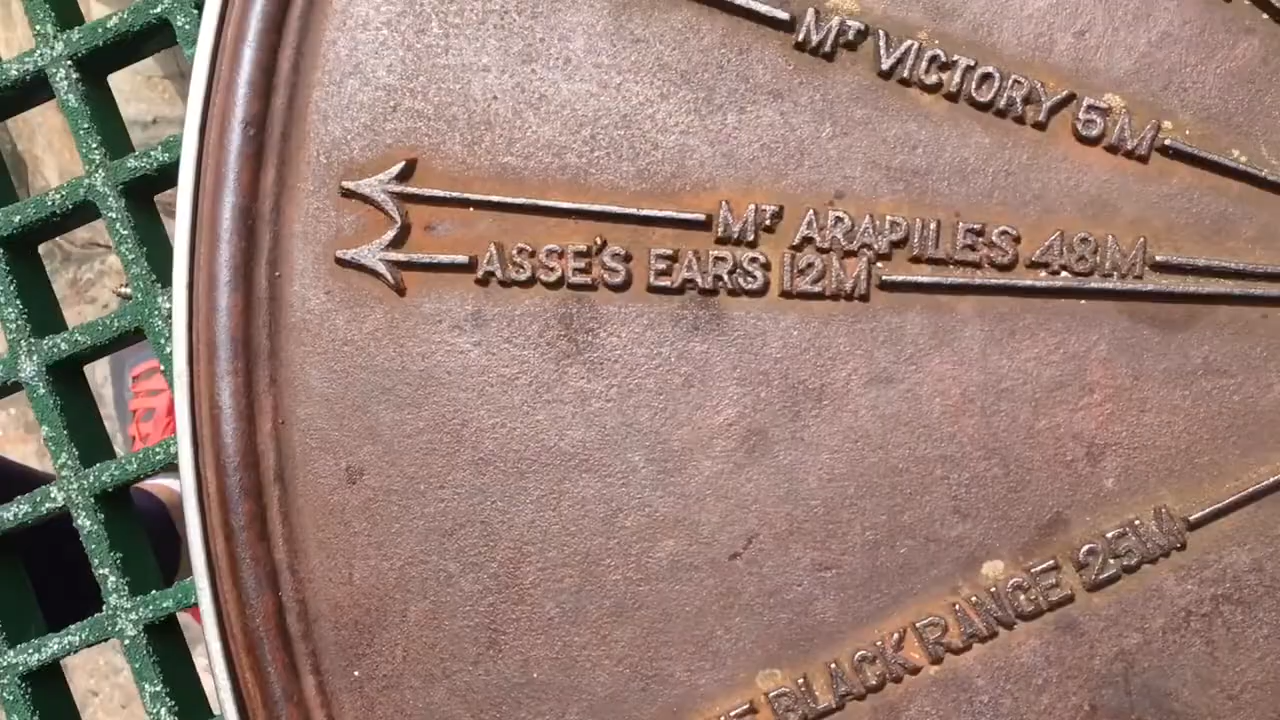 Mᵀ VICTORY 5M
Mᵀ ARAPILES 48M
ASSE'S EARS 12M
BLACK RANGE 25M